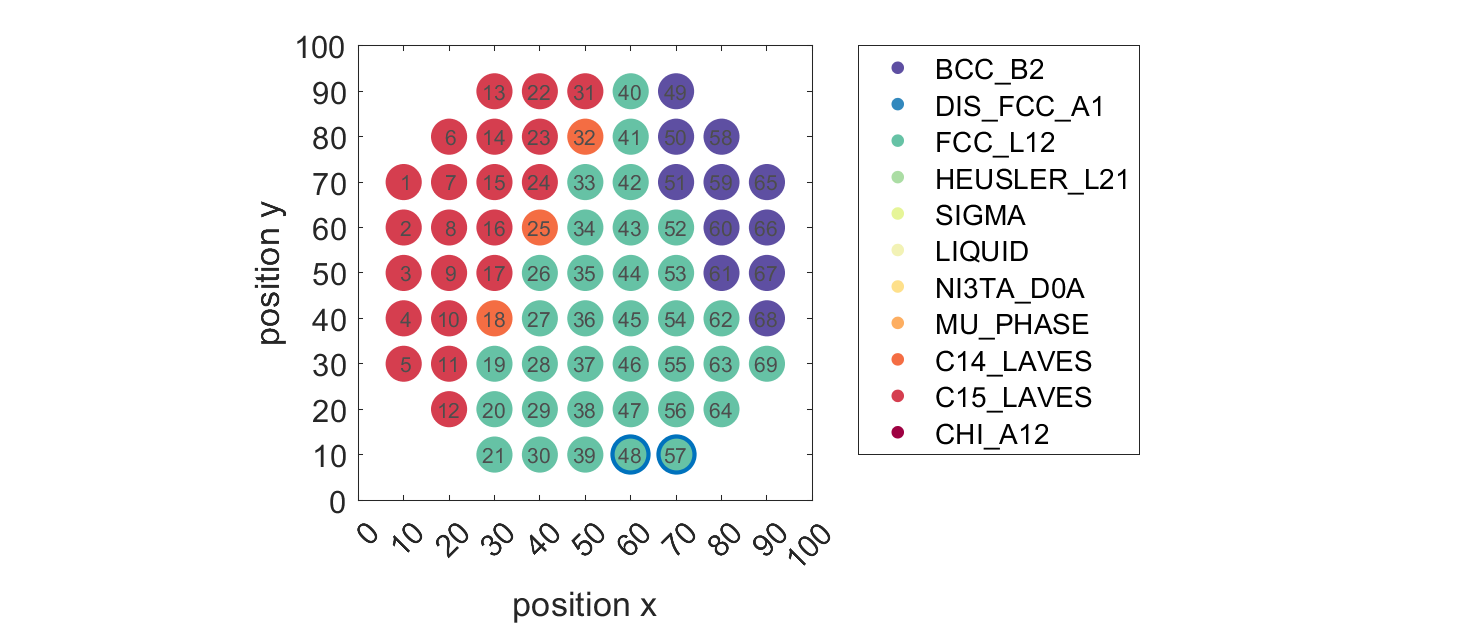 100
90
80
70
60
50
40
30
20
10
0
position y
13 22 31 40 49
6 14 23 32 41 50 58
1 7 15 24 33 42 51 59 65
2 8 16 25 34 43 52 60 66
3 9 17 26 35 44 53 61 67
4 10 18 27 36 45 54 62 68
5 11 19 28 37 46 55 63 69
12 20 29 38 47 56 64
21 30 39 48 57
0 10 20 30 40 50 60 70 80 90 100
position x
BCC_B2
DIS_FCC_A1
FCC_L12
HEUSLER_L21
SIGMA
LIQUID
NI3TA_D0A
MU_PHASE
C14_LAVES
C15_LAVES
CHI_A12